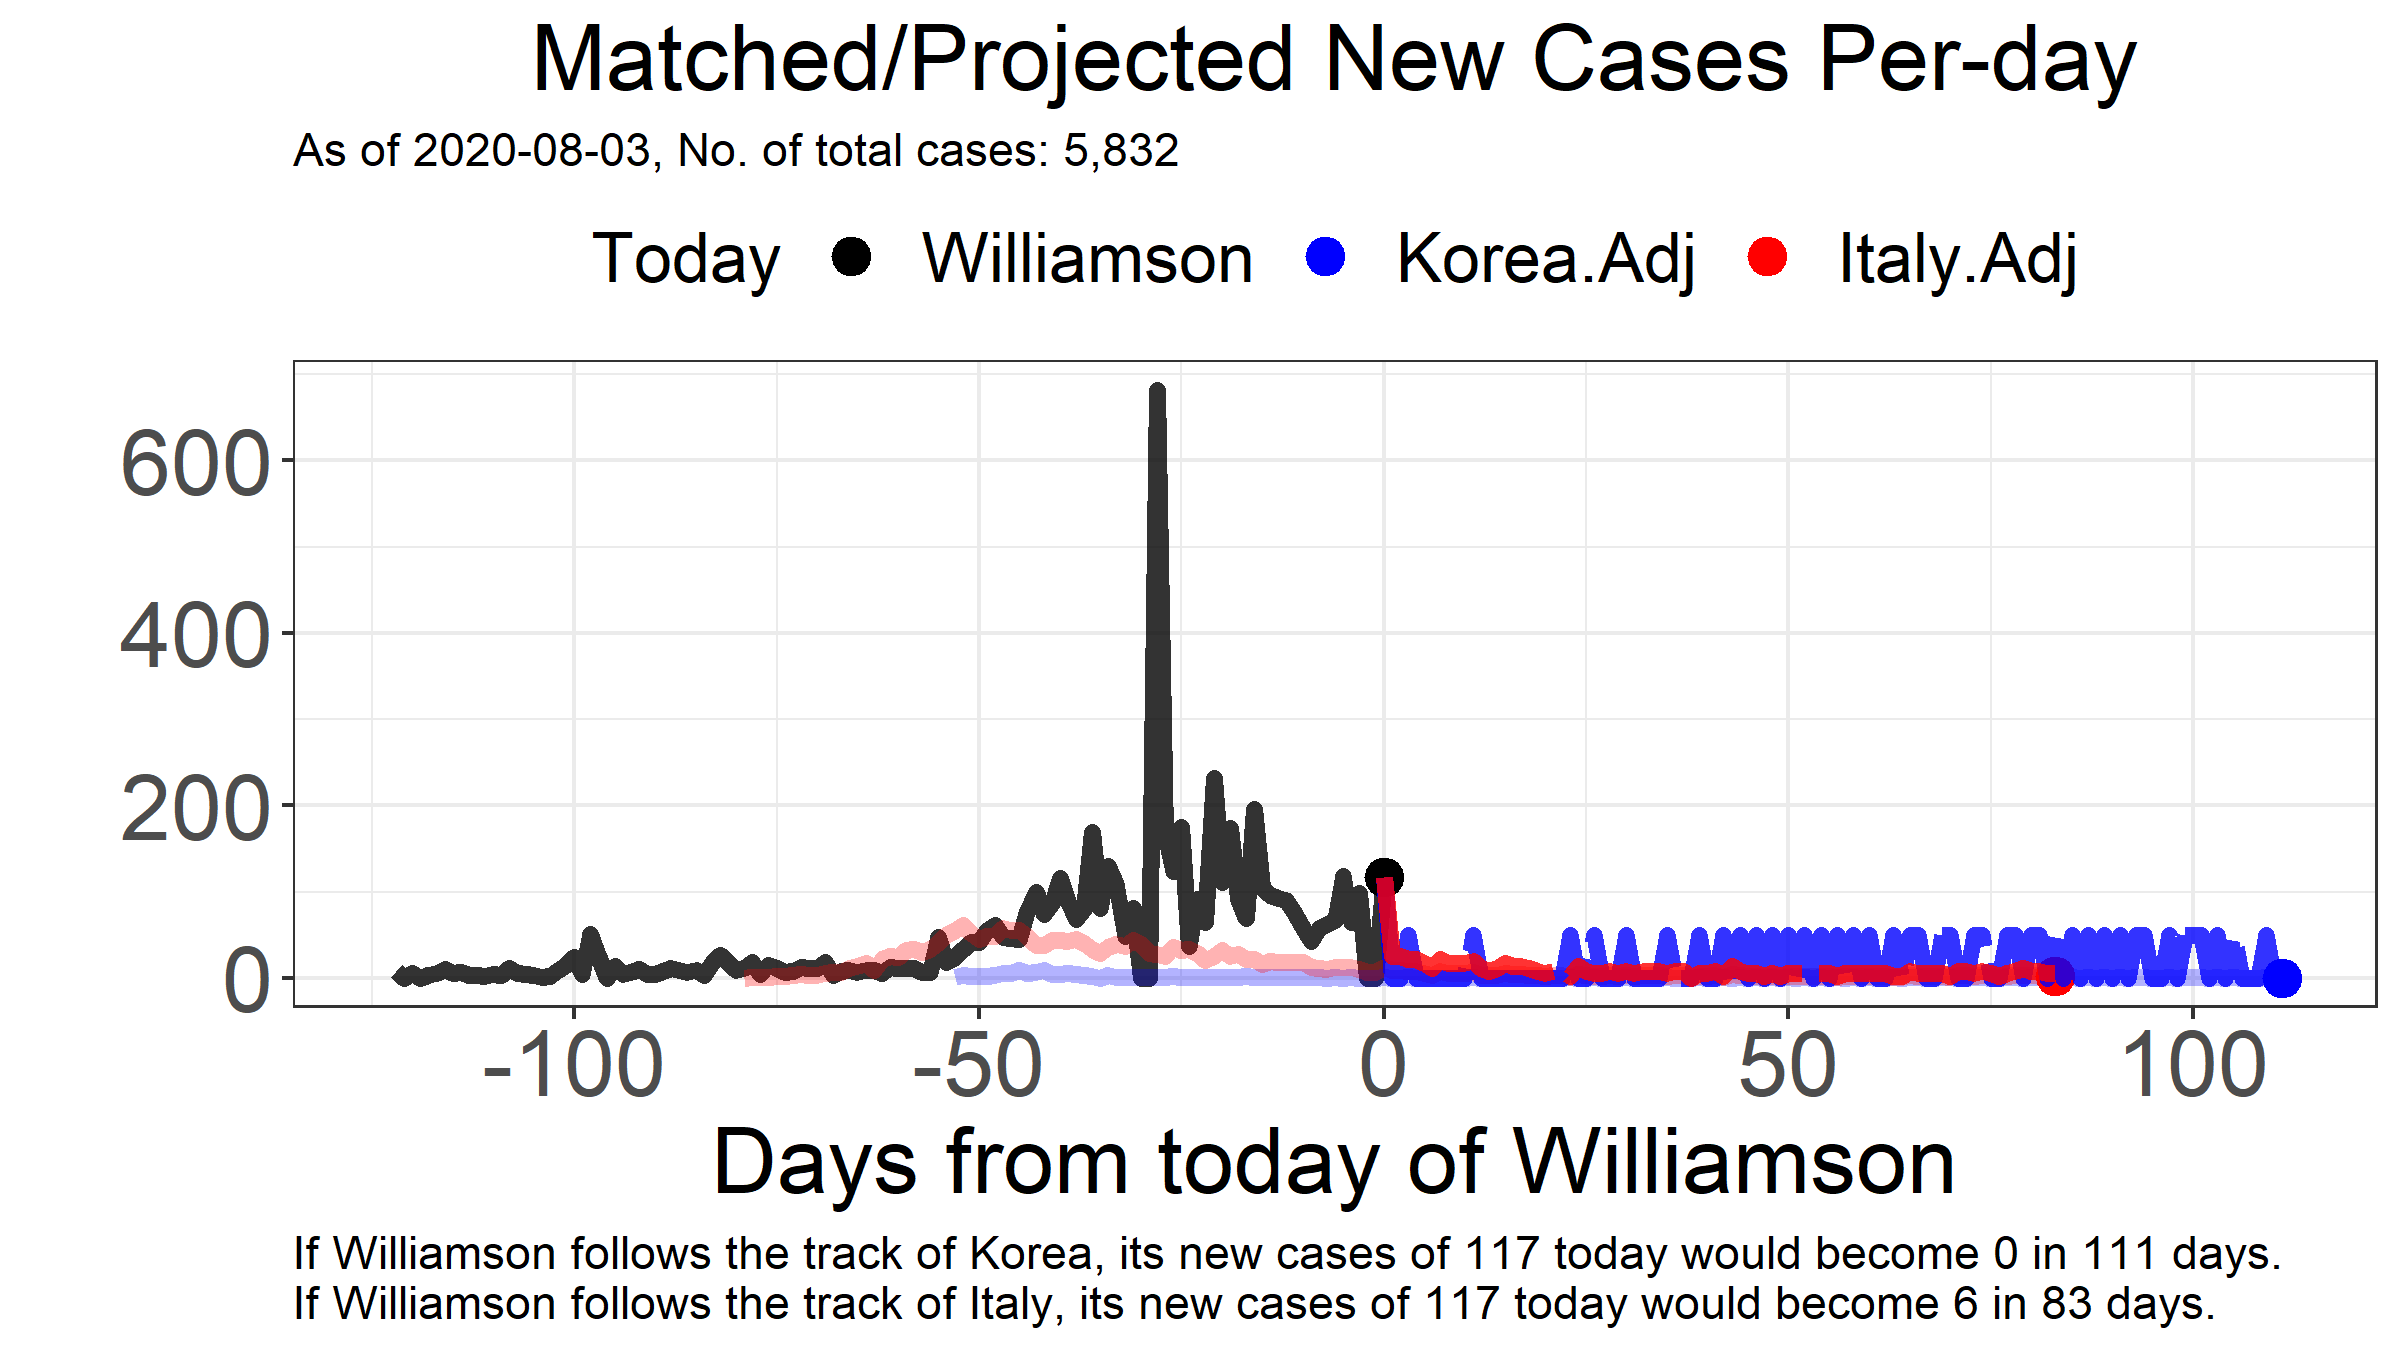 Matched/Projected New Cases Per-day
As of 2020-08-03, No. of total cases: 5,832
Today Williamson Korea.Adj Italy.Adj
600
400
200
0
-100 -50 0 50 100
Days from today of Williamson
If Williamson follows the track of Korea, its new cases of 117 today would become 0 in 111 days.
If Williamson follows the track of Italy, its new cases of 117 today would become 6 in 83 days.